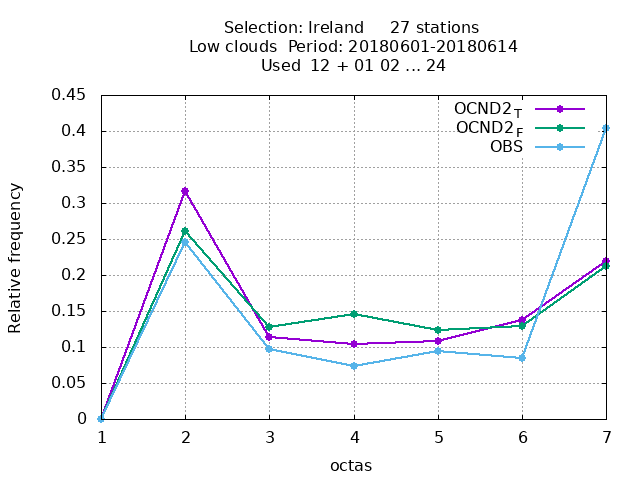 Selection: Ireland     27 stations
Low clouds  Period: 20180601-20180614
Used  12 + 01 02 ... 24
OCND2T
OCND2F
OBS
0.45
0.4
0.35
0.3
0.25
0.2
0.15
0.1
0.05
0
Relative frequency
1 2 3 4 5 6 7
octas